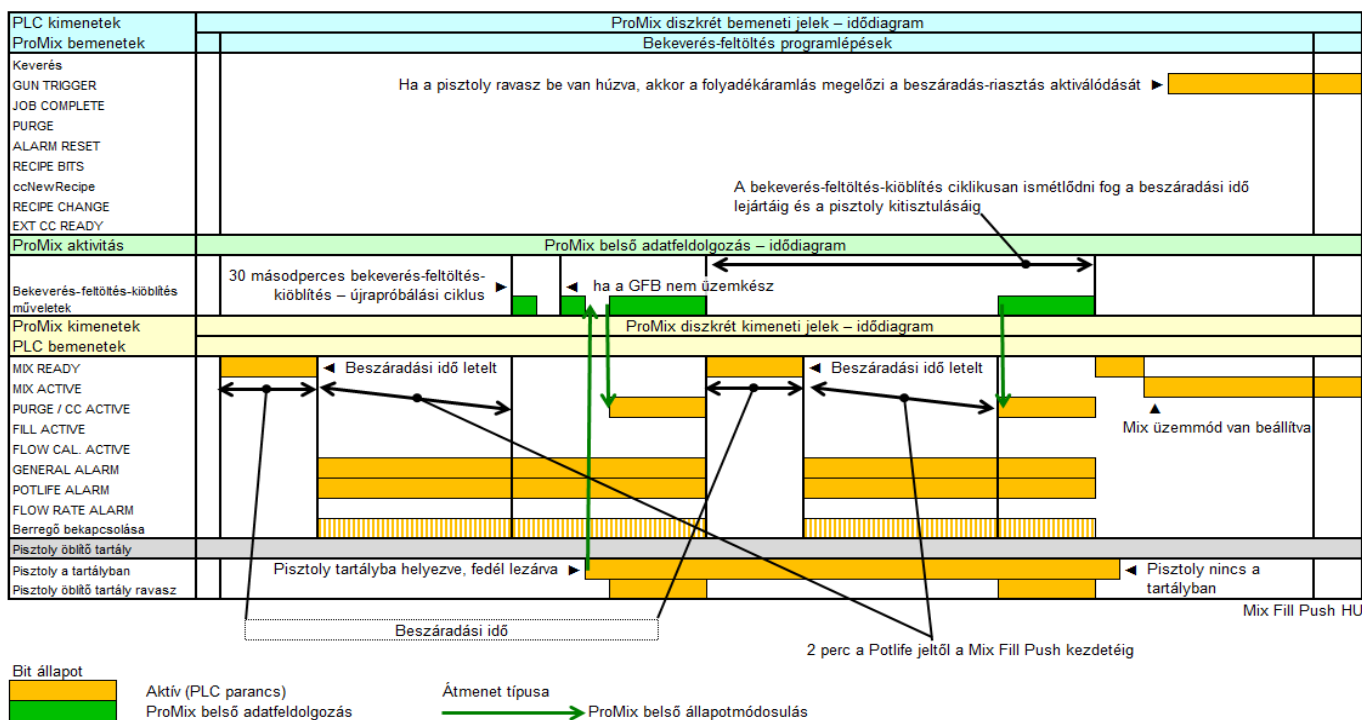 PLC kimenetek
ProMix diszkrét bemeneti jelek – idődiagram
ProMix bemenetek
Bekeverés-feltöltés programlépések
Keverés
GUN TRIGGER
Ha a pisztoly ravasz be van húzva, akkor a folyadékáramlás megelőzi a beszáradás-riasztás aktiválódását
JOB COMPLETE
PURGE
ALARM RESET
RECIPE BITS
ccNewRecipe
RECIPE CHANGE
EXT CC READY
A bekeverés-feltöltés-kiöblítés ciklikusan ismétlődni fog a beszáradási idő
lejártáig és a pisztoly kitisztulásáig
ProMix aktivitás
ProMix belső adatfeldolgozás – idődiagram
Bekeverés-feltöltés-kiöblítés
műveletek
30 másodperces bekeverés-feltöltés-
kiöblítés – újrapróbálási ciklus
ha a GFB nem üzemkész
ProMix kimenetek
ProMix diszkrét kimeneti jelek – idődiagram
PLC bemenetek
MIX READY
Beszáradási idő letelt
Beszáradási idő letelt
MIX ACTIVE
PURGE / CC ACTIVE
FILL ACTIVE
Mix üzemmód van beállítva
FLOW CAL. ACTIVE
GENERAL ALARM
POTLIFE ALARM
FLOW RATE ALARM
Berregő bekapcsolása
Pisztoly öblítő tartály
Pisztoly a tartályban
Pisztoly tartályba helyezve, fedél lezárva
Pisztoly nincs a
tartályban
Pisztoly öblítő tartály ravasz
Mix Fill Push HU
Beszáradási idő
2 perc a Potlife jeltől a Mix Fill Push kezdetéig
Bit állapot
Aktív (PLC parancs)
Átmenet típusa
ProMix belső adatfeldolgozás
ProMix belső állapotmódosulás